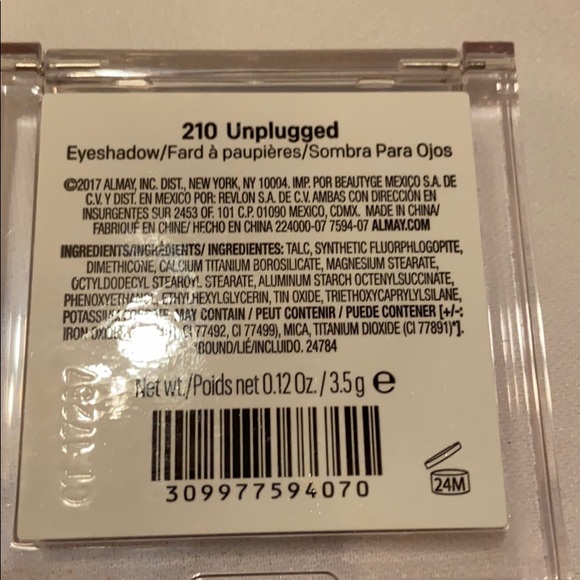 210 Unplugged
Eyeshadow/Fard à paupières/Sombra Para Ojos
©2017 ALMAY, INC. DIST., NEW YORK, NY 10004. IMP. POR BEAUTYGE MEXICO S.A. DE
C.V. Y DIST. EN MÉXICO POR: REVLON S.A. DE C.V. AMBAS CON DIRECCIÓN EN
INSURGENTES SUR 2453 OF. 101 C.P. 01090 MEXICO, CDMX. MADE IN CHINA/
FABRIQUÉ EN CHINE/ HECHO EN CHINA 224000-07 7594-07 ALMAY.COM
INGREDIENTS/INGRÉDIENTS/ INGREDIENTES: TALC, SYNTHETIC FLUORPHLOGOPITE,
DIMETHICONE, CALCIUM TITANIUM BOROSILICATE, MAGNESIUM STEARATE,
OCTYLDODECYL STEAROYL STEARATE, ALUMINUM STARCH OCTENYLSUCCINATE,
PHENOXYETHANOL, ETHYLHEXYLGLYCERIN, TIN OXIDE, TRIETHOXYCAPRYLYLSILANE,
POTASSIUM MAY CONTAIN / PEUT CONTENIR / PUEDE CONTENER [+/-:
IRON CI 77492, CI 77499), MICA, TITANIUM DIOXIDE (CI 77891)*].
*BOUND/LIÉ/INCLUIDO. 24784
Net wt./Poids net 0.12 Oz. / 3.5 g e
309977594070
24M